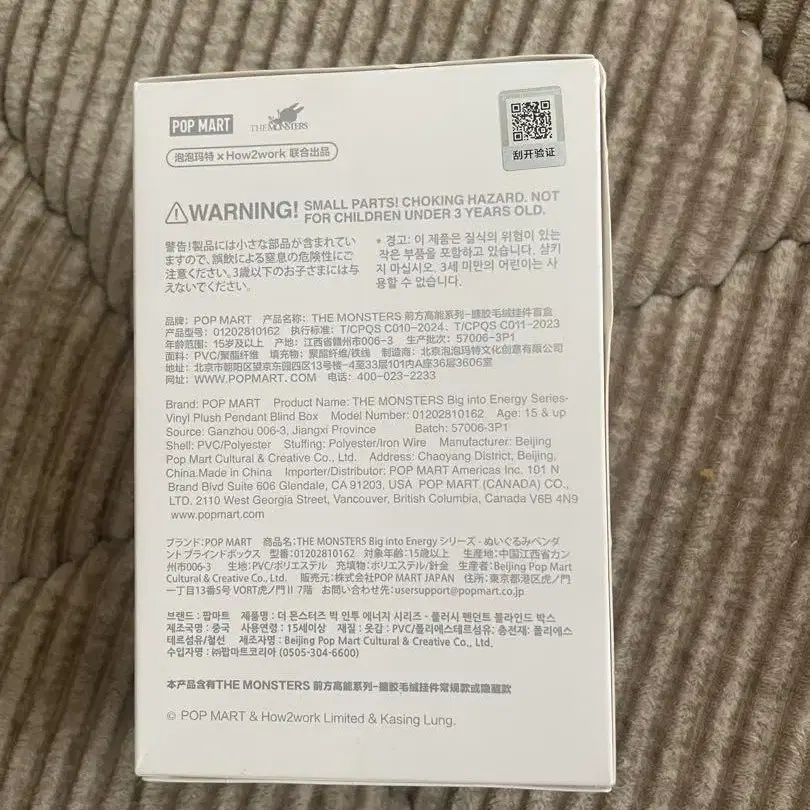 POP MART THE MONSTERS
泡泡玛特 × How2work 联合出品
刮开验证
WARNING! SMALL PARTS! CHOKING HAZARD. NOT
FOR CHILDREN UNDER 3 YEARS OLD.
警告!製品には小さな部品が含まれてい
ますので、誤飲による窒息の危険性にご
注意ください。3歳以下のお子さまには与
えないでください。
* 경고: 이 제품은 질식의 위험이 있는
작은 부품을 포함하고 있습니다. 삼키
지 마십시오. 3세 미만의 어린이는 사
용할 수 없습니다.
品牌: POP MART 产品名称: THE MONSTERS 前方高能系列-搪胶毛绒挂件盲盒
产品型号: 01202810162 执行标准: T/CPQS C010-2024、T/CPQS C011-2023
年龄范围: 15岁及以上 产地: 江西省赣州市006-3 生产批次: 57006-3P1
面料: PVC/聚酯纤维 填充物: 聚酯纤维/铁线 制造商: 北京泡泡玛特文化创意有限公司
地址: 北京市朝阳区望京东园四区13号楼-4至33层101内A座36层3606室
网址: WWW.POPMART.COM 电话: 400-023-2233
Brand: POP MART Product Name: THE MONSTERS Big into Energy Series-
Vinyl Plush Pendant Blind Box Model Number: 01202810162 Age: 15 & up
Source: Ganzhou 006-3, Jiangxi Province Batch: 57006-3P1
Shell: PVC/Polyester Stuffing: Polyester/Iron Wire Manufacturer: Beijing
Pop Mart Cultural & Creative Co., Ltd. Address: Chaoyang District, Beijing,
China.Made in China Importer/Distributor: POP MART Americas Inc. 101 N
Brand Blvd Suite 606 Glendale, CA 91203, USA POP MART (CANADA) CO.,
LTD. 2110 West Georgia Street, Vancouver, British Columbia, Canada V6B 4N9
www.popmart.com
ブランド:POP MART 商品名:THE MONSTERS Big into Energy シリーズ - ぬいぐるみペンダ
ント ブラインドボックス 型番:01202810162 対象年齢:15歳以上 生産地:中国江西省カン
州市006-3 生地:PVC/ポリエステル 充填物:ポリエステル/針金 生産者:Beijing Pop Mart
Cultural & Creative Co., Ltd. 販売元:株式会社POP MART JAPAN 住所:東京都港区虎ノ門
一丁目13番5号 VORT虎ノ門Ⅱ 7階 お問い合わせ先:usersupport@popmart.co.jp
브랜드 : 팝마트 제품명 : 더 몬스터즈 빅 인투 에너지 시리즈 - 플러시 펜던트 블라인드 박스
제조국명 : 중국 사용연령 : 15세이상 재질 : 옷감 : PVC/폴리에스테르섬유; 충전재: 폴리에스
테르섬유/철선 제조자명 : Beijing Pop Mart Cultural & Creative Co., Ltd.
수입자명 : ㈜팝마트코리아 (0505-304-6600)
本产品含有THE MONSTERS 前方高能系列-搪胶毛绒挂件常规款或隐藏款
© POP MART & How2work Limited & Kasing Lung.